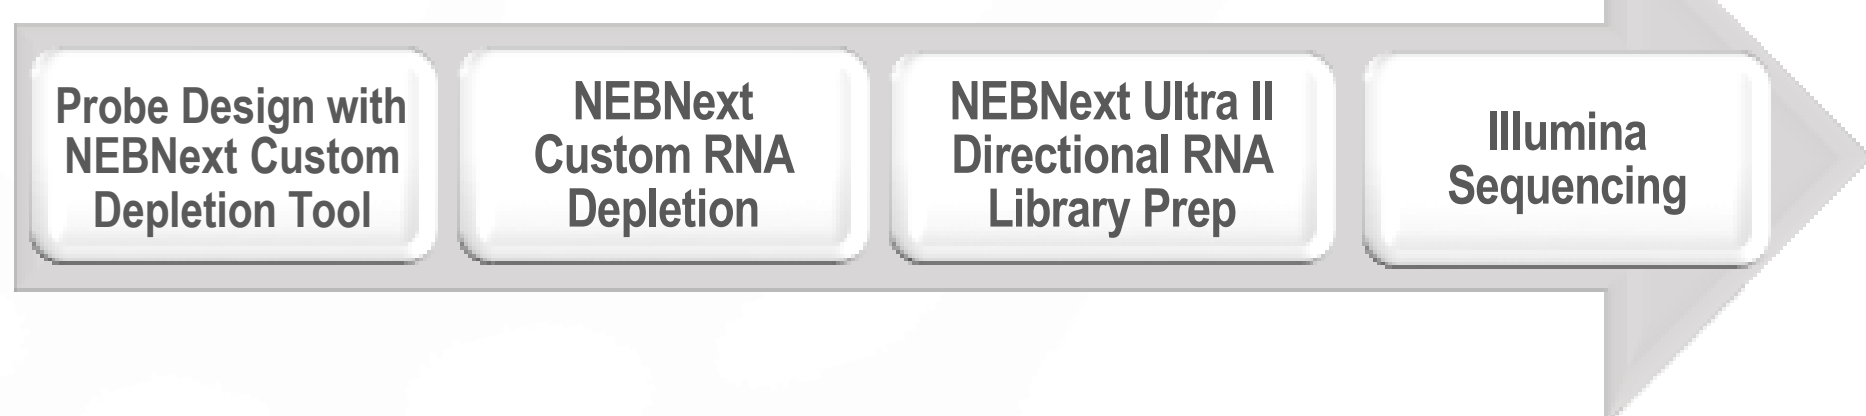 Probe Design with
NEBNext Custom
Depletion Tool
NEBNext
Custom RNA
Depletion
NEBNext Ultra II
Directional RNA
Library Prep
Illumina
Sequencing